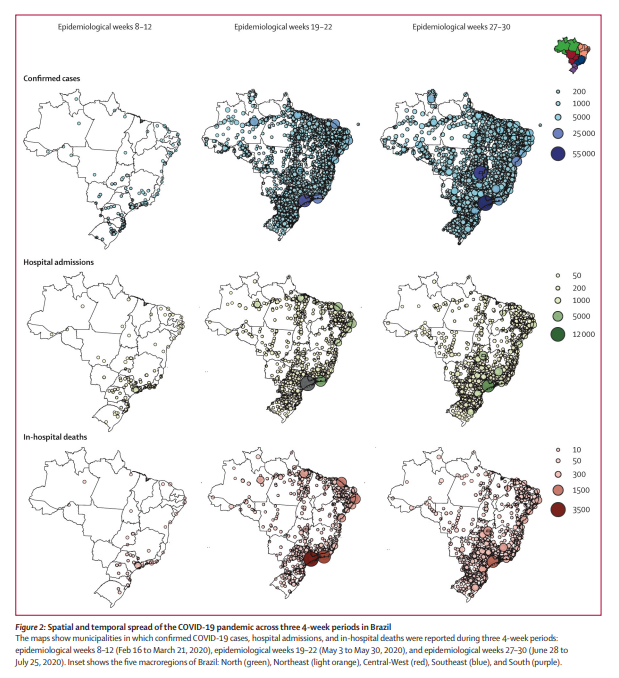 Epidemiological weeks 8–12 Epidemiological weeks 19–22 Epidemiological weeks 27–30
Confirmed cases
200
1000
5000
25000
55000
Hospital admissions
50
200
1000
5000
12000
In-hospital deaths
10
50
300
1500
3500
Figure 2: Spatial and temporal spread of the COVID-19 pandemic across three 4-week periods in Brazil
The maps show municipalities in which confirmed COVID-19 cases, hospital admissions, and in-hospital deaths were reported during three 4-week periods:
epidemiological weeks 8–12 (Feb 16 to March 21, 2020), epidemiological weeks 19–22 (May 3 to May 30, 2020), and epidemiological weeks 27–30 (June 28 to
July 25, 2020). Inset shows the five macroregions of Brazil: North (green), Northeast (light orange), Central-West (red), Southeast (blue), and South (purple).